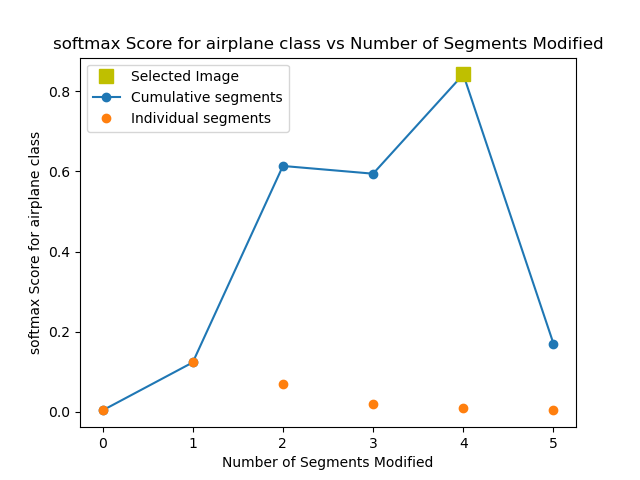 softmax Score for airplane class vs Number of Segments Modified
Selected Image
Cumulative segments
Individual segments
softmax Score for airplane class
0.8
0.6
0.4
0.2
0.0
0 1 2 3 4 5
Number of Segments Modified